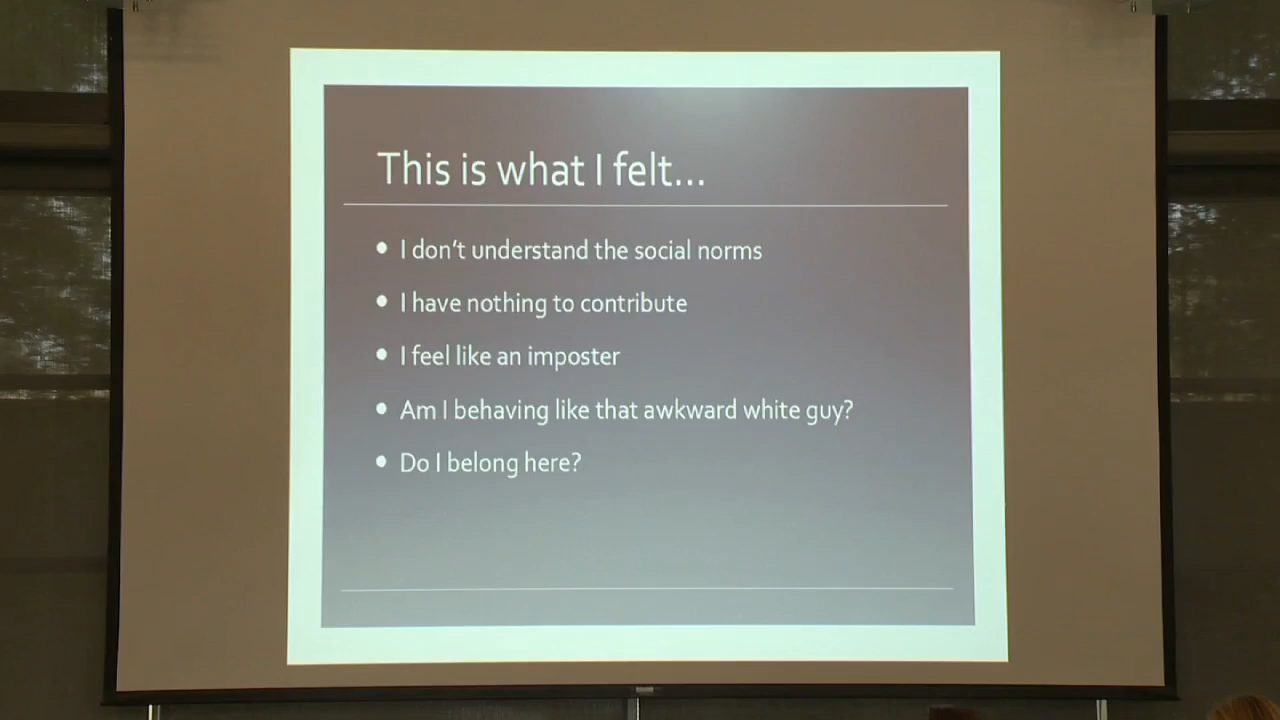 This is what I felt...
• I don't understand the social norms
• I have nothing to contribute
• I feel like an imposter
• Am I behaving like that awkward white guy?
• Do I belong here?